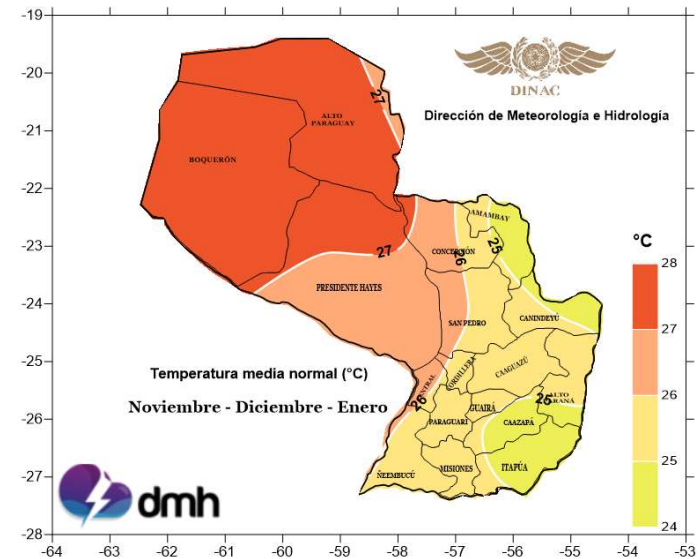 -19
-20
-21
-22
-23
-24
-25
-26
-27
-28
-64 -63 -62 -61 -60 -59 -58 -57 -56 -55 -54 -53
DINAC
Dirección de Meteorología e Hidrología
27
ALTO
PARAGUAY
BOQUERÓN
AMAMBAY
27
CONCEPCIÓN
26
25
PRESIDENTE HAYES
SAN PEDRO
CANINDEYÚ
CAAGUAZÚ
CORDILLERA
CENTRAL
26
25
ALTO
PARANÁ
GUAIRÁ
CAAZAPÁ
PARAGUARI
MISIONES
ITAPÚA
ÑEEMBUCÚ
°C
28
27
26
25
24
Temperatura media normal (°C)
Noviembre - Diciembre - Enero
dmh